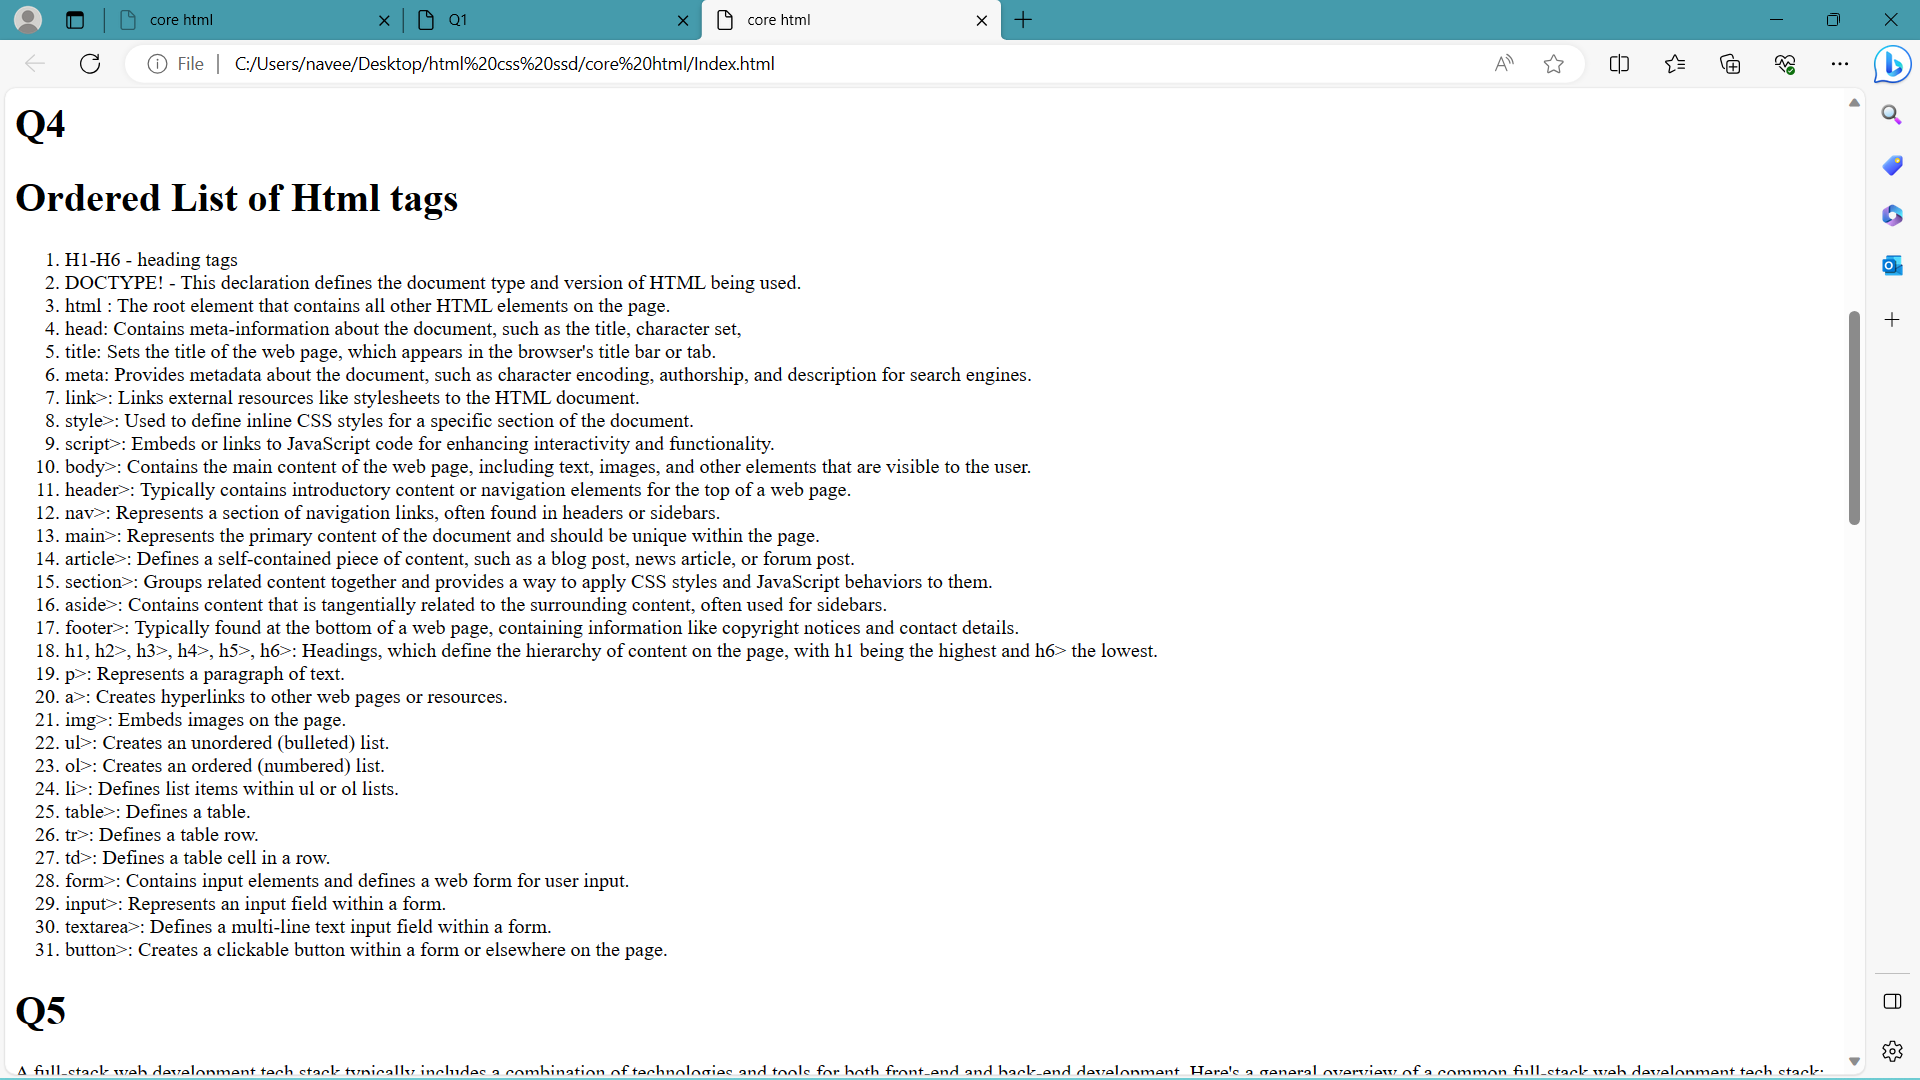 core html
Q1
core html
File
C:/Users/navee/Desktop/html%20css%20ssd/core%20html/Index.html
Q4
Ordered List of Html tags
1. H1-H6 - heading tags
2. DOCTYPE! - This declaration defines the document type and version of HTML being used.
3. html : The root element that contains all other HTML elements on the page.
4. head: Contains meta-information about the document, such as the title, character set,
5. title: Sets the title of the web page, which appears in the browser's title bar or tab.
6. meta: Provides metadata about the document, such as character encoding, authorship, and description for search engines.
7. link>: Links external resources like stylesheets to the HTML document.
8. style>: Used to define inline CSS styles for a specific section of the document.
9. script>: Embeds or links to JavaScript code for enhancing interactivity and functionality.
10. body>: Contains the main content of the web page, including text, images, and other elements that are visible to the user.
11. header>: Typically contains introductory content or navigation elements for the top of a web page.
12. nav>: Represents a section of navigation links, often found in headers or sidebars.
13. main>: Represents the primary content of the document and should be unique within the page.
14. article>: Defines a self-contained piece of content, such as a blog post, news article, or forum post.
15. section>: Groups related content together and provides a way to apply CSS styles and JavaScript behaviors to them.
16. aside>: Contains content that is tangentially related to the surrounding content, often used for sidebars.
17. footer>: Typically found at the bottom of a web page, containing information like copyright notices and contact details.
18. h1, h2>, h3>, h4>, h5>, h6>: Headings, which define the hierarchy of content on the page, with h1 being the highest and h6> the lowest.
19. p>: Represents a paragraph of text.
20. a>: Creates hyperlinks to other web pages or resources.
21. img>: Embeds images on the page.
22. ul>: Creates an unordered (bulleted) list.
23. ol>: Creates an ordered (numbered) list.
24. li>: Defines list items within ul or ol lists.
25. table>: Defines a table.
26. tr>: Defines a table row.
27. td>: Defines a table cell in a row.
28. form>: Contains input elements and defines a web form for user input.
29. input>: Represents an input field within a form.
30. textarea>: Defines a multi-line text input field within a form.
31. button>: Creates a clickable button within a form or elsewhere on the page.
Q5
A full-stack web development tech stack typically includes a combination of technologies and tools for both front-end and back-end development. Here's a general overview of a common full-stack web development tech stack: